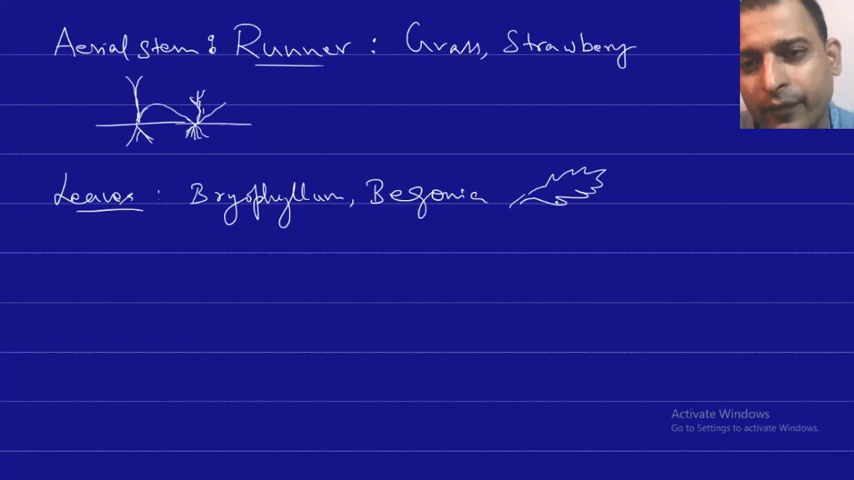 Aerial stem : Runner : Grass, Strawberry
Leaves : Bryophyllum, Begonia
Activate Windows
Go to Settings to activate Windows.